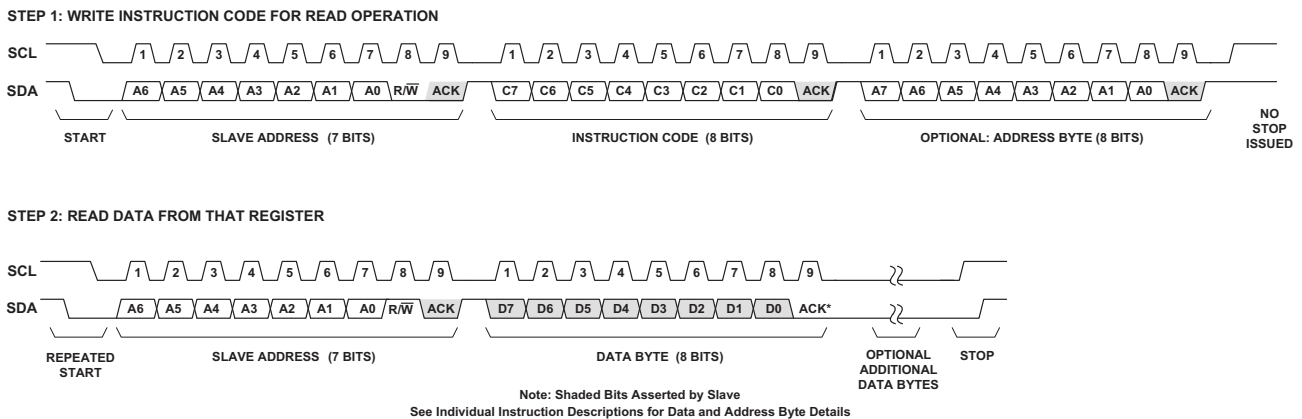 STEP 1: WRITE INSTRUCTION CODE FOR READ OPERATION
SCL 1 2 3 4 5 6 7 8 9 1 2 3 4 5 6 7 8 9 1 2 3 4 5 6 7 8 9
SDA A6 A5 A4 A3 A2 A1 A0 R/W̅ ACK C7 C6 C5 C4 C3 C2 C1 C0 ACK A7 A6 A5 A4 A3 A2 A1 A0 ACK
START SLAVE ADDRESS (7 BITS) INSTRUCTION CODE (8 BITS) OPTIONAL: ADDRESS BYTE (8 BITS)
NO
STOP
ISSUED
STEP 2: READ DATA FROM THAT REGISTER
SCL 1 2 3 4 5 6 7 8 9 1 2 3 4 5 6 7 8 9
SDA A6 A5 A4 A3 A2 A1 A0 R/W̅ ACK D7 D6 D5 D4 D3 D2 D1 D0 ACK*
REPEATED
START
SLAVE ADDRESS (7 BITS)
DATA BYTE (8 BITS)
OPTIONAL
ADDITIONAL
DATA BYTES
STOP
Note: Shaded Bits Asserted by Slave
See Individual Instruction Descriptions for Data and Address Byte Details